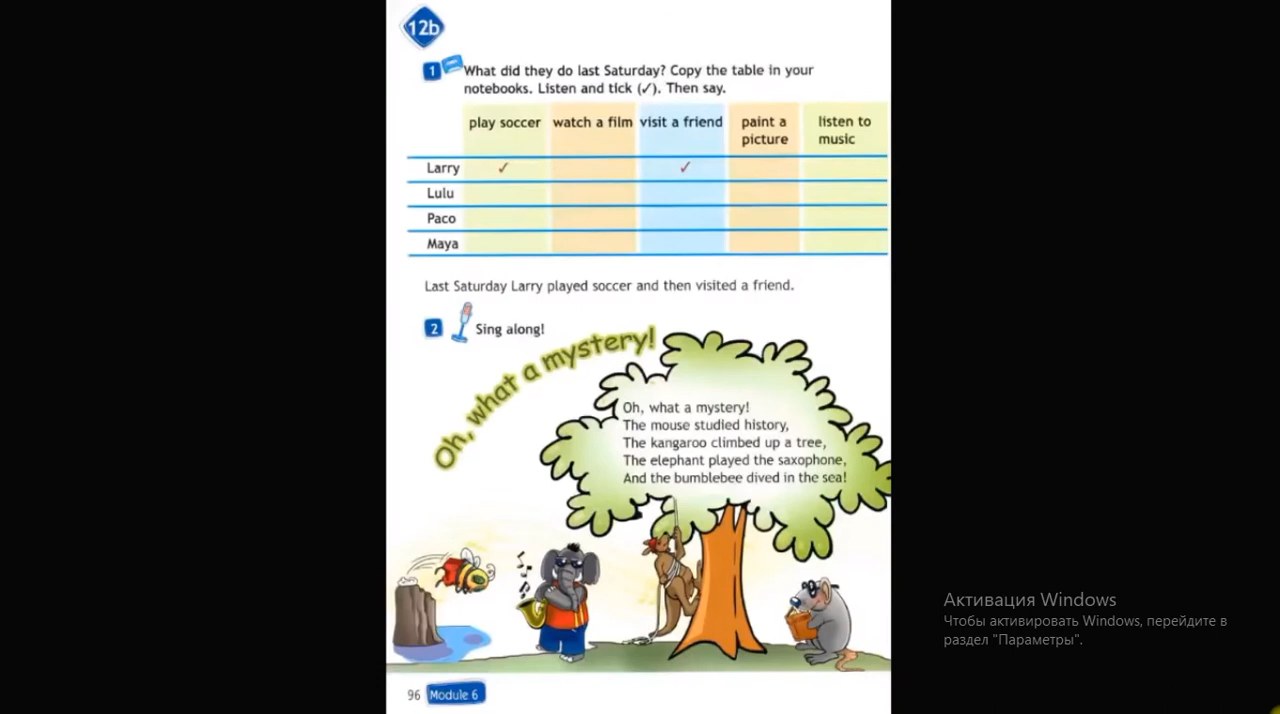 12b
1 What did they do last Saturday? Copy the table in your
notebooks. Listen and tick (✓). Then say.
play soccer watch a film visit a friend paint a picture listen to music
Larry ✓ ✓
Lulu
Paco
Maya
Last Saturday Larry played soccer and then visited a friend.
2 Sing along!
Oh, what a mystery!
Oh, what a mystery!
The mouse studied history,
The kangaroo climbed up a tree,
The elephant played the saxophone,
And the bumblebee dived in the sea!
96 Module 6
Активация Windows
Чтобы активировать Windows, перейдите в
раздел "Параметры".